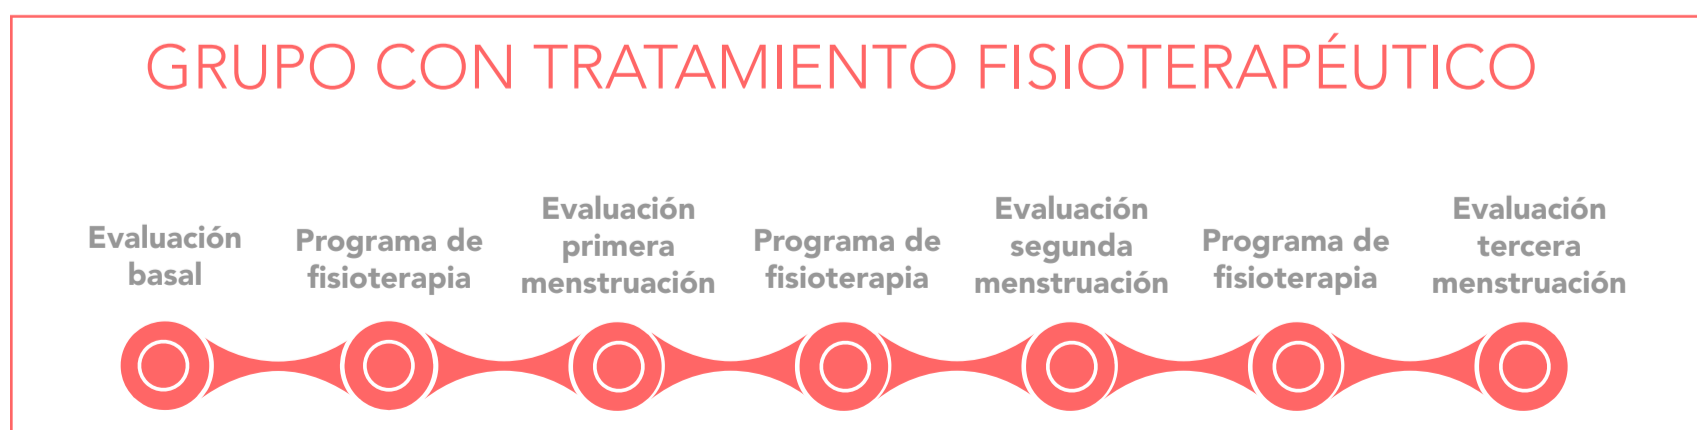 GRUPO CON TRATAMIENTO FISIOTERAPÉUTICO
Evaluación
basal
Programa de
fisioterapia
Evaluación
primera
menstruación
Programa de
fisioterapia
Evaluación
segunda
menstruación
Programa de
fisioterapia
Evaluación
tercera
menstruación